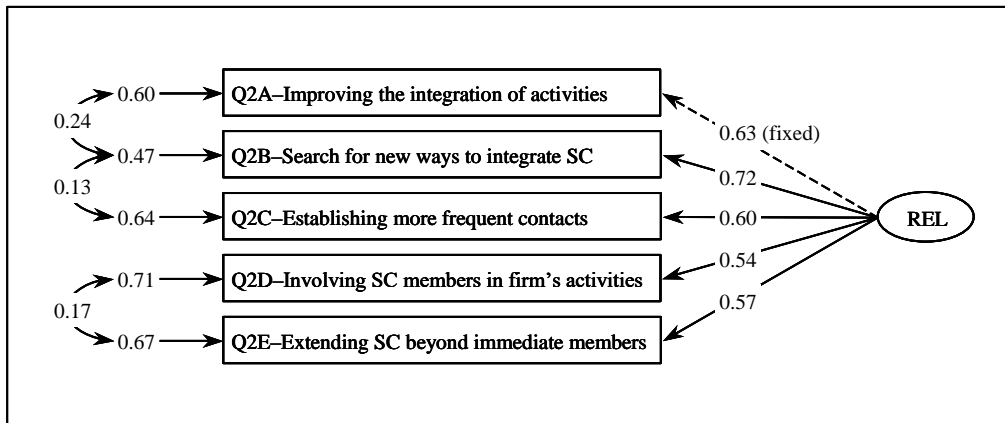 0.60
Q2A–Improving the integration of activities
0.24
0.63 (fixed)
0.47
Q2B–Search for new ways to integrate SC
0.72
0.13
0.64
Q2C–Establishing more frequent contacts
0.60
REL
0.71
Q2D–Involving SC members in firm's activities
0.54
0.17
0.57
0.67
Q2E–Extending SC beyond immediate members